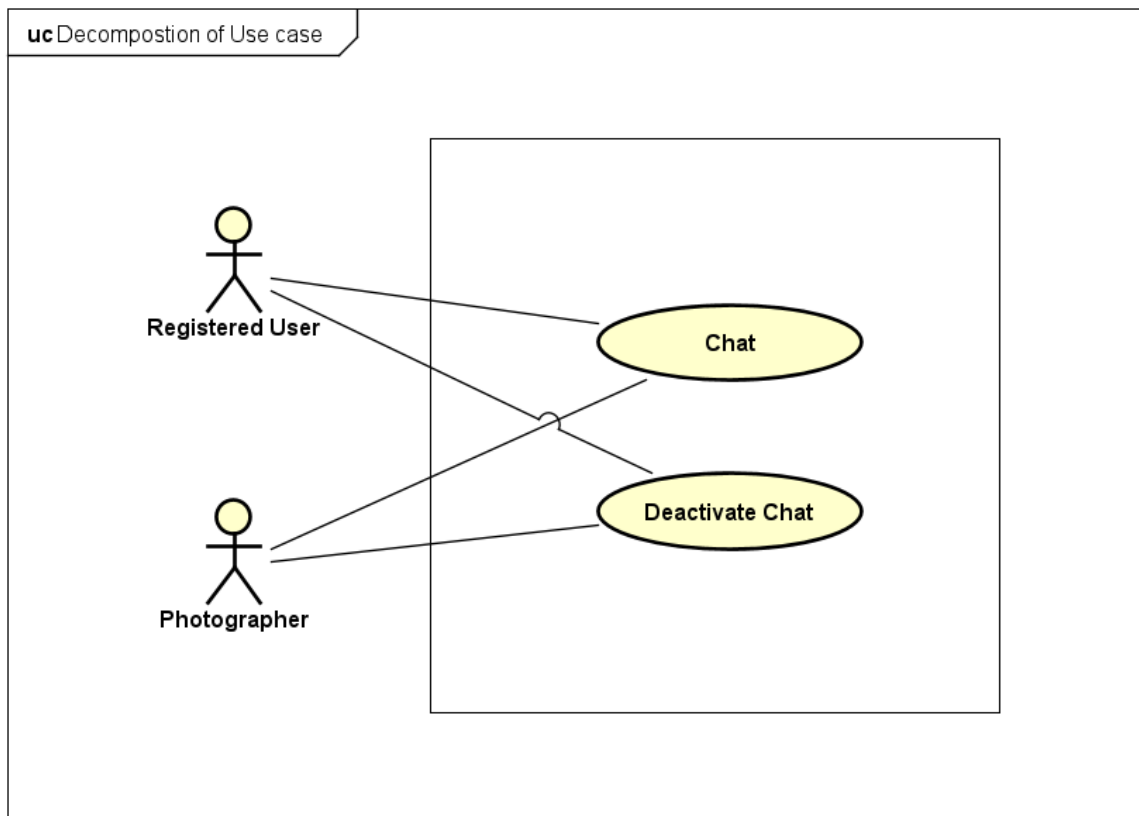 uc Decompostion of Use case
Registered User
Chat
Deactivate Chat
Photographer